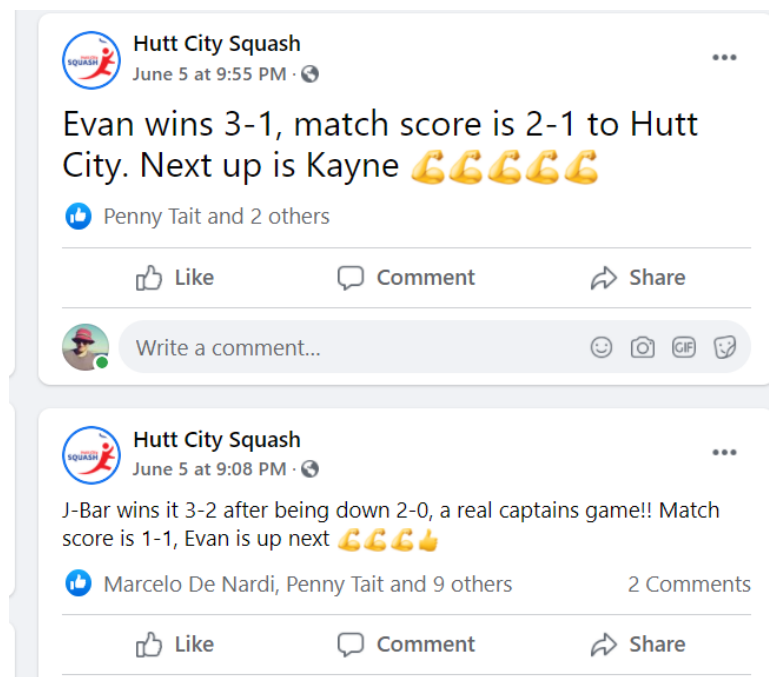 SQUASH
Hutt City Squash
June 5 at 9:55 PM ·
Evan wins 3-1, match score is 2-1 to Hutt
City. Next up is Kayne 💪💪💪💪💪
Penny Tait and 2 others
Like Comment Share
Write a comment...
GIF
SQUASH
Hutt City Squash
June 5 at 9:08 PM ·
J-Bar wins it 3-2 after being down 2-0, a real captains game!! Match
score is 1-1, Evan is up next 💪💪💪👍
Marcelo De Nardi, Penny Tait and 9 others 2 Comments
Like Comment Share